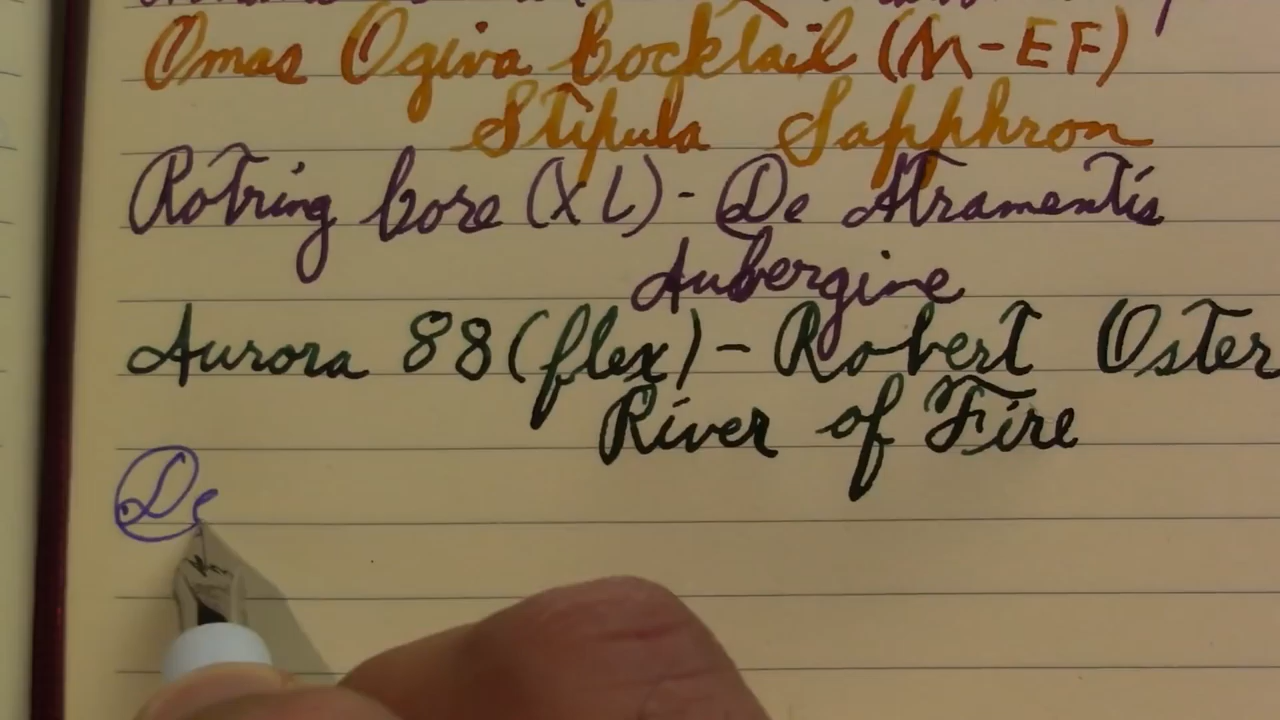 Omas Ogiva Cocktail (M-EF)
Stipula Sapphron
Rotring Core (XL) - De Atramentis
Aubergine
Aurora 88 (flex) - Robert Oster
River of Fire
De